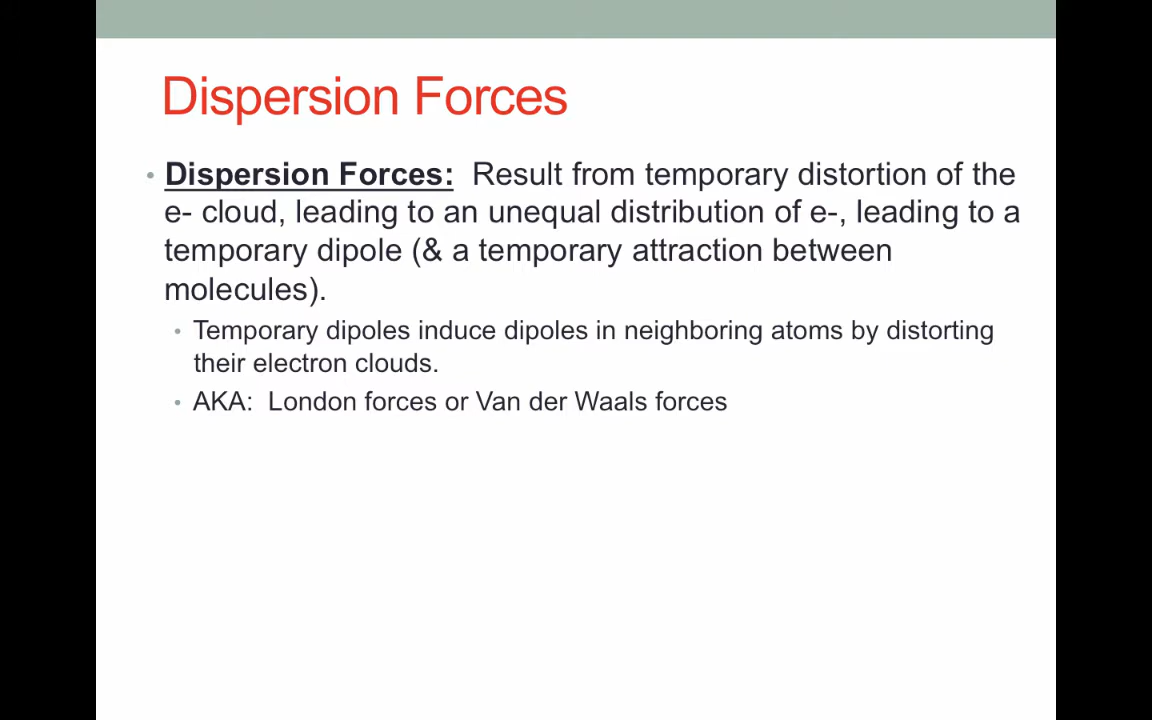 Dispersion Forces
• Dispersion Forces: Result from temporary distortion of the
e- cloud, leading to an unequal distribution of e-, leading to a
temporary dipole (& a temporary attraction between
molecules).
• Temporary dipoles induce dipoles in neighboring atoms by distorting
their electron clouds.
• AKA: London forces or Van der Waals forces